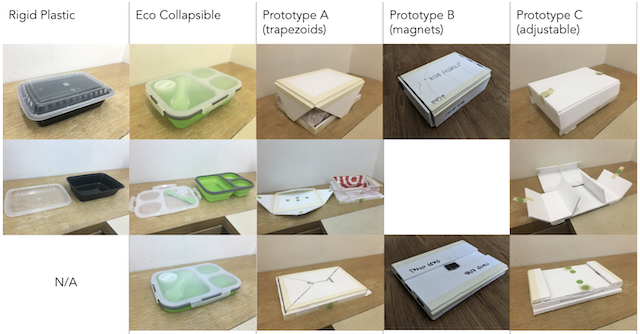 Rigid Plastic
Eco Collapsible
Prototype A
(trapezoids)
Prototype B
(magnets)
Prototype C
(adjustable)
N/A